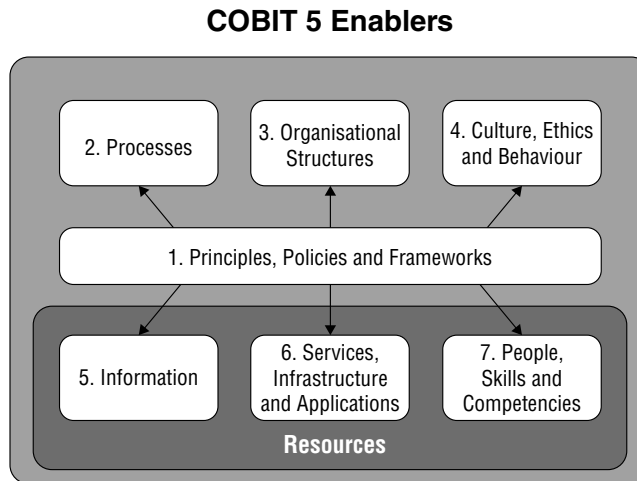 COBIT 5 Enablers
2. Processes
3. Organisational
Structures
4. Culture, Ethics
and Behaviour
1. Principles, Policies and Frameworks
5. Information
6. Services,
Infrastructure
and Applications
7. People,
Skills and
Competencies
Resources